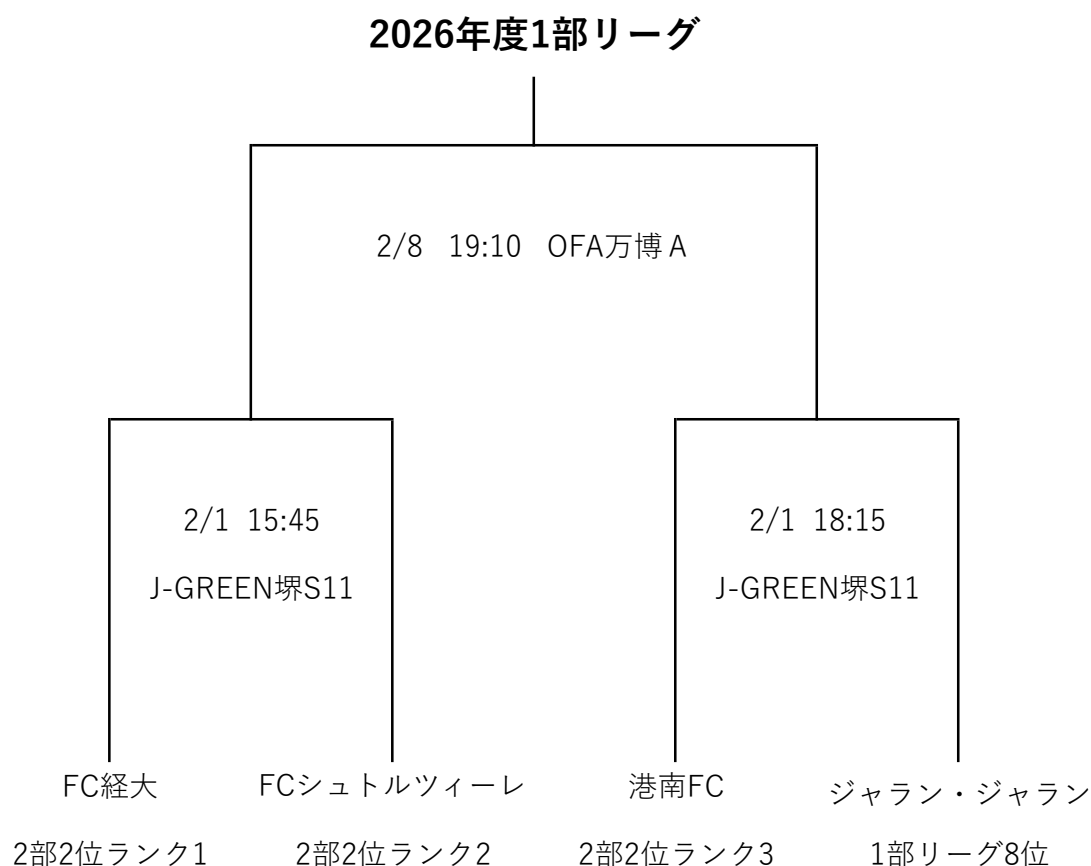 2026年度1部リーグ
2/8 19:10 OFA万博A
2/1 15:45
J-GREEN堺S11
2/1 18:15
J-GREEN堺S11
FC経大
FCシュトルツィーレ
港南FC
ジャラン・ジャラン
2部2位ランク1
2部2位ランク2
2部2位ランク3
1部リーグ8位